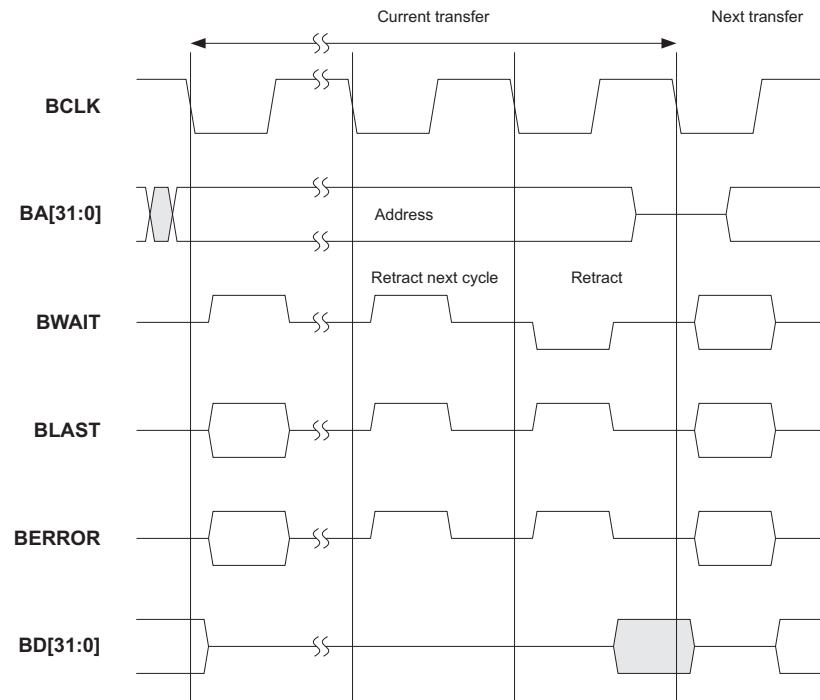 Current transfer
Next transfer
BCLK
BA[31:0]
Address
Retract next cycle
Retract
BWAIT
BLAST
BERROR
BD[31:0]